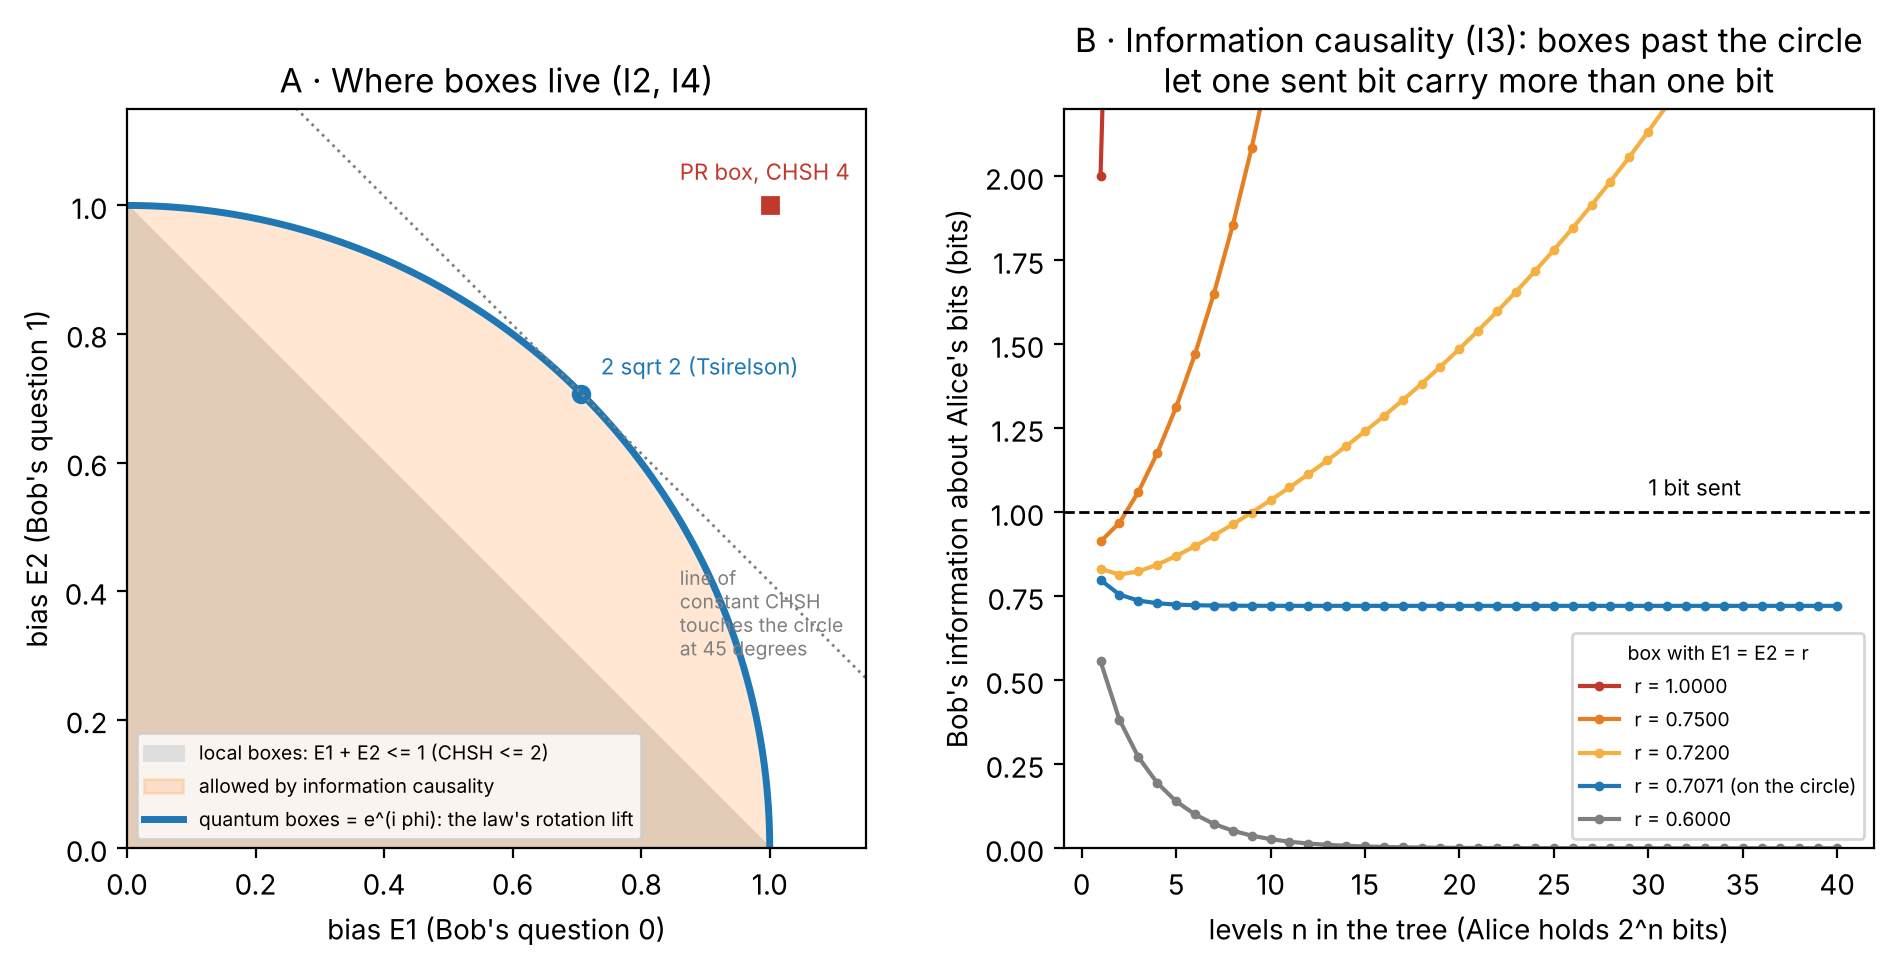 A · Where boxes live (I2, I4)
PR box, CHSH 4
2 sqrt 2 (Tsirelson)
line of
constant CHSH
touches the circle
at 45 degrees
local boxes: E1 + E2 <= 1 (CHSH <= 2)
allowed by information causality
quantum boxes = e^(i phi): the law's rotation lift
bias E2 (Bob's question 1)
1.0
0.8
0.6
0.4
0.2
0.0
0.0 0.2 0.4 0.6 0.8 1.0
bias E1 (Bob's question 0)
B · Information causality (I3): boxes past the circle
let one sent bit carry more than one bit
Bob's information about Alice's bits (bits)
2.00
1.75
1.50
1.25
1.00
0.75
0.50
0.25
0.00
1 bit sent
box with E1 = E2 = r
r = 1.0000
r = 0.7500
r = 0.7200
r = 0.7071 (on the circle)
r = 0.6000
0 5 10 15 20 25 30 35 40
levels n in the tree (Alice holds 2^n bits)